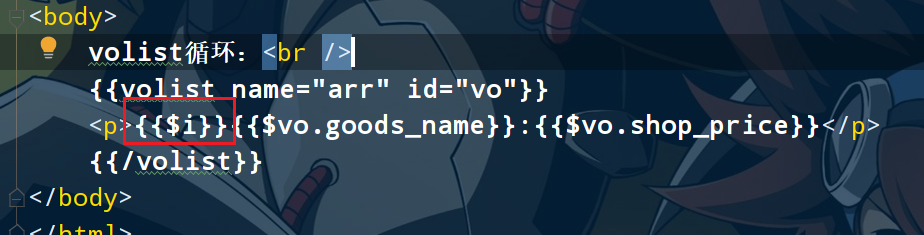 <body>
volist循环：<br />
{{volist name="arr" id="vo"}}
<p>{{$i}}{{$vo.goods_name}}:{{$vo.shop_price}}</p>
{{/volist}}
</body>
</html>